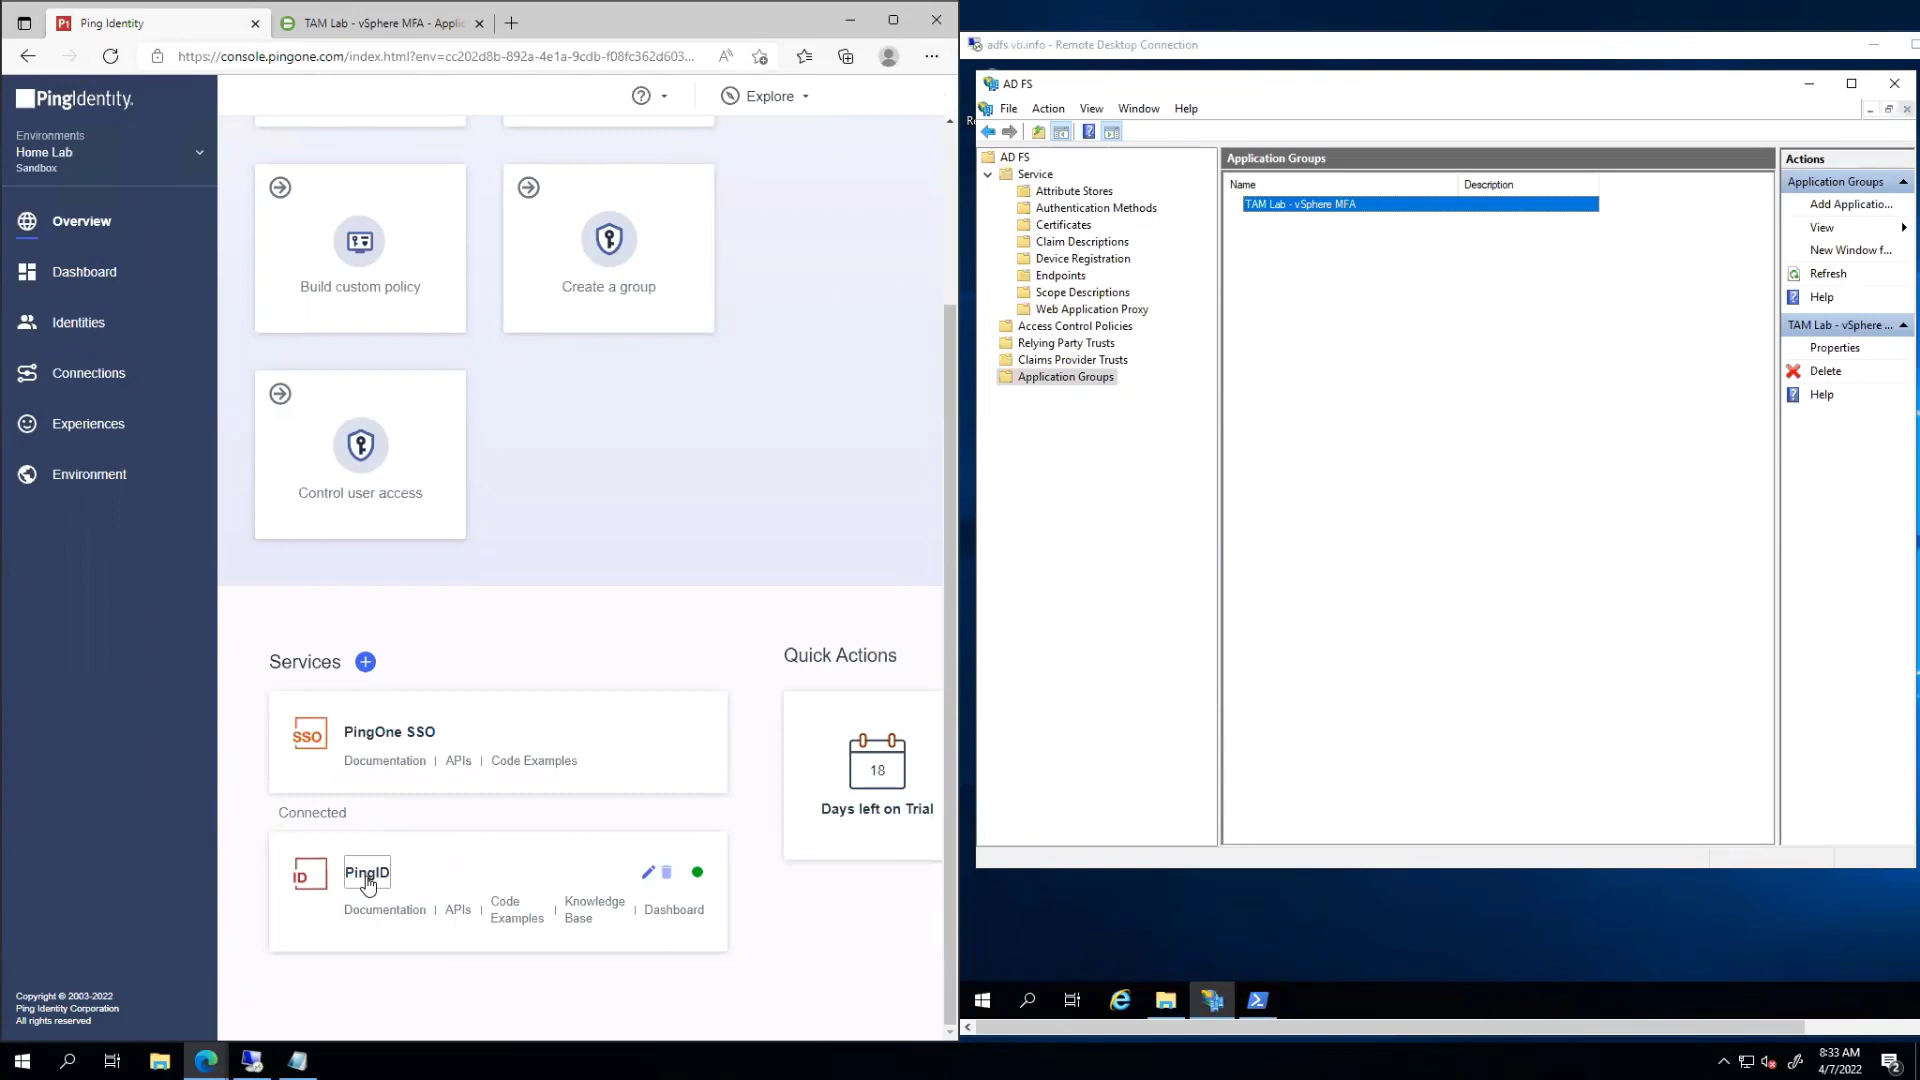 Ping Identity
TAM Lab - vSphere MFA - Applic
https://console.pingone.com/index.html?env=cc202d8b-892a-4e1a-9cdb-f08fc362d603...
PingIdentity.
Environments
Home Lab
Sandbox
Overview
Dashboard
Identities
Connections
Experiences
Environment
Copyright © 2003-2022
Ping Identity Corporation
All rights reserved
Explore
Build custom policy
Create a group
Control user access
Services
PingOne SSO
SSO
Documentation | APIs | Code Examples
Connected
ID
PingID
Documentation | APIs | Code Examples | Knowledge Base | Dashboard
Quick Actions
18
Days left on Trial
adfs.vb.info - Remote Desktop Connection
AD FS
File Action View Window Help
AD FS
Service
Attribute Stores
Authentication Methods
Certificates
Claim Descriptions
Device Registration
Endpoints
Scope Descriptions
Web Application Proxy
Access Control Policies
Relying Party Trusts
Claims Provider Trusts
Application Groups
Application Groups
Name Description
TAM Lab - vSphere MFA
Actions
Application Groups
Add Applicatio...
View
New Window f...
Refresh
Help
TAM Lab - vSphere ...
Properties
Delete
Help
8:33 AM
4/7/2022
2